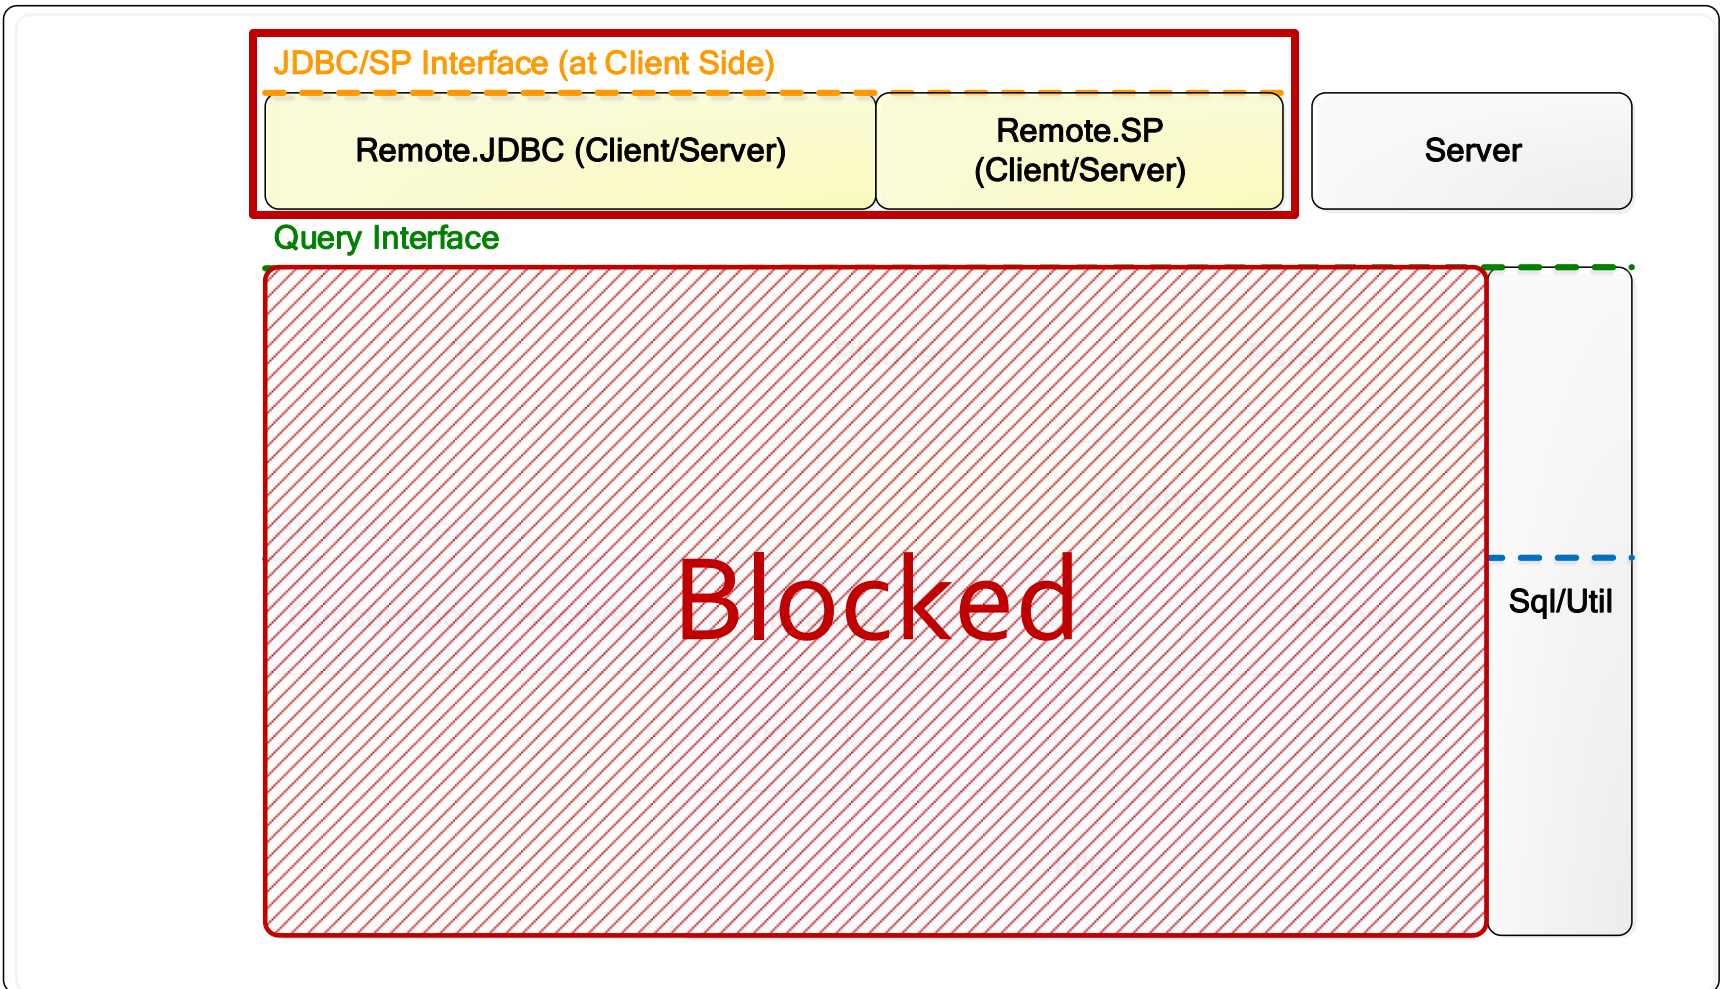 JDBC/SP Interface (at Client Side)
Remote.JDBC (Client/Server)
Remote.SP
(Client/Server)
Server
Query Interface
Blocked
Sql/Util